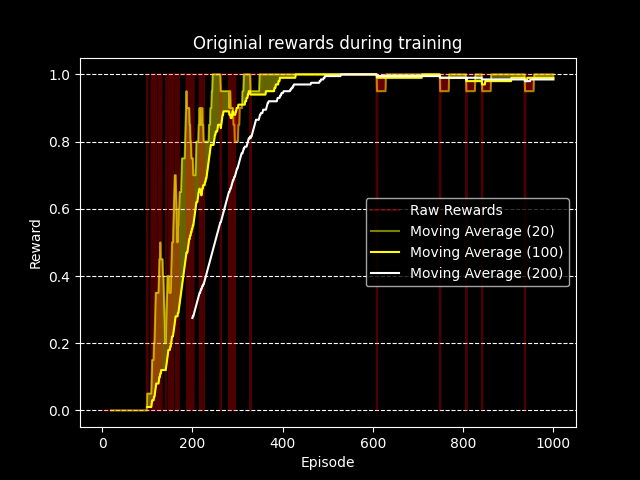 Originial rewards during training
1.0
0.8
0.6
0.4
0.2
0.0
Reward
Raw Rewards
Moving Average (20)
Moving Average (100)
Moving Average (200)
0 200 400 600 800 1000
Episode